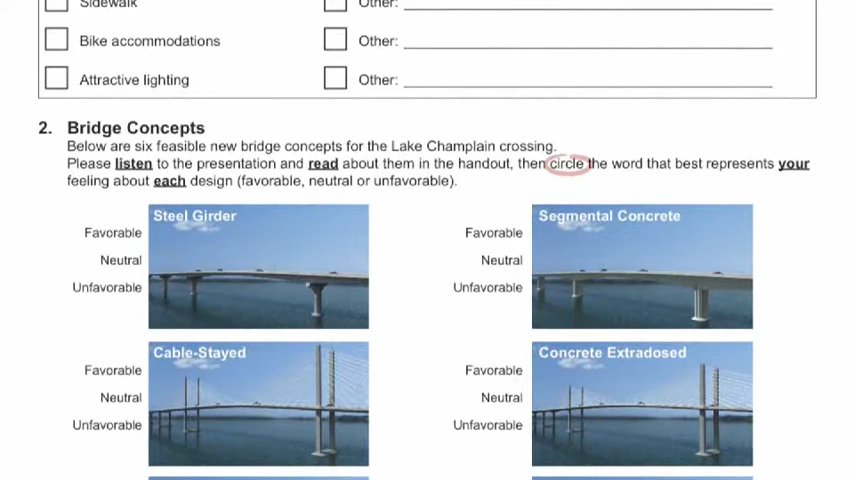 Sidewalk
Other:
Bike accommodations
Other:
Attractive lighting
Other:
2. Bridge Concepts
Below are six feasible new bridge concepts for the Lake Champlain crossing.
Please listen to the presentation and read about them in the handout, then circle the word that best represents your
feeling about each design (favorable, neutral or unfavorable).
Steel Girder
Favorable
Neutral
Unfavorable
Segmental Concrete
Favorable
Neutral
Unfavorable
Cable-Stayed
Favorable
Neutral
Unfavorable
Concrete Extradosed
Favorable
Neutral
Unfavorable